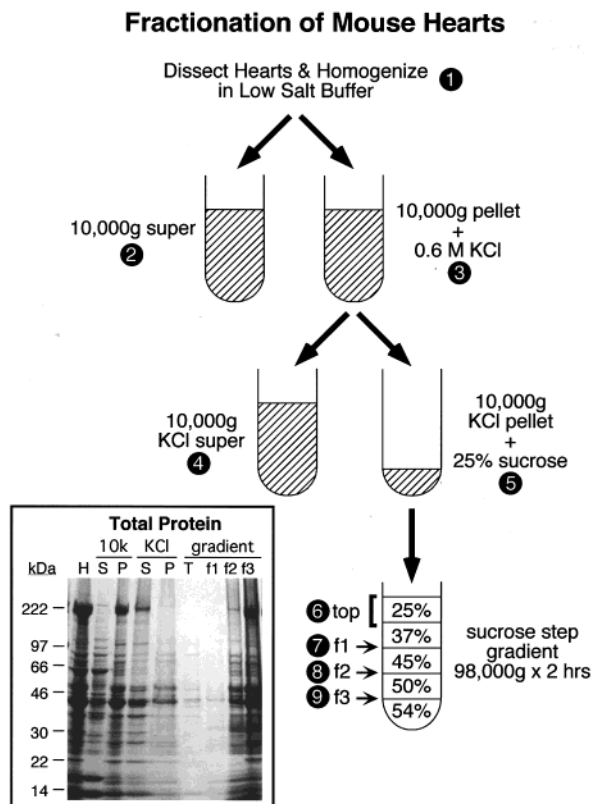 Fractionation of Mouse Hearts
Dissect Hearts & Homogenize
in Low Salt Buffer
1
10,000g super
2
10,000g pellet
+
0.6 M KCl
3
10,000g
KCl super
4
10,000g
KCl pellet
+
25% sucrose
5
Total Protein
10k KCl gradient
kDa H S P S P T f1 f2 f3
222
97
66
46
30
22
14
6 top 25%
37%
7 f1
45%
8 f2
50%
9 f3
54%
sucrose step
gradient
98,000g x 2 hrs